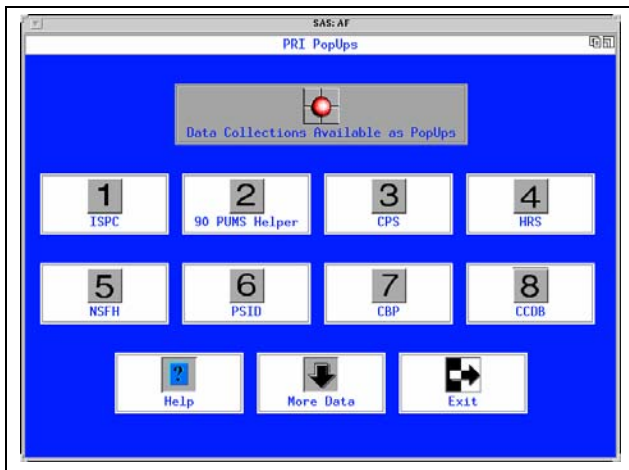 SAS: AF
PRI PopUps
Data Collections Available as PopUps
1
ISPC
2
90 PUMS Helper
3
CPS
4
HRS
5
NSFH
6
PSID
7
CBP
8
CCDB
?
Help
More Data
Exit